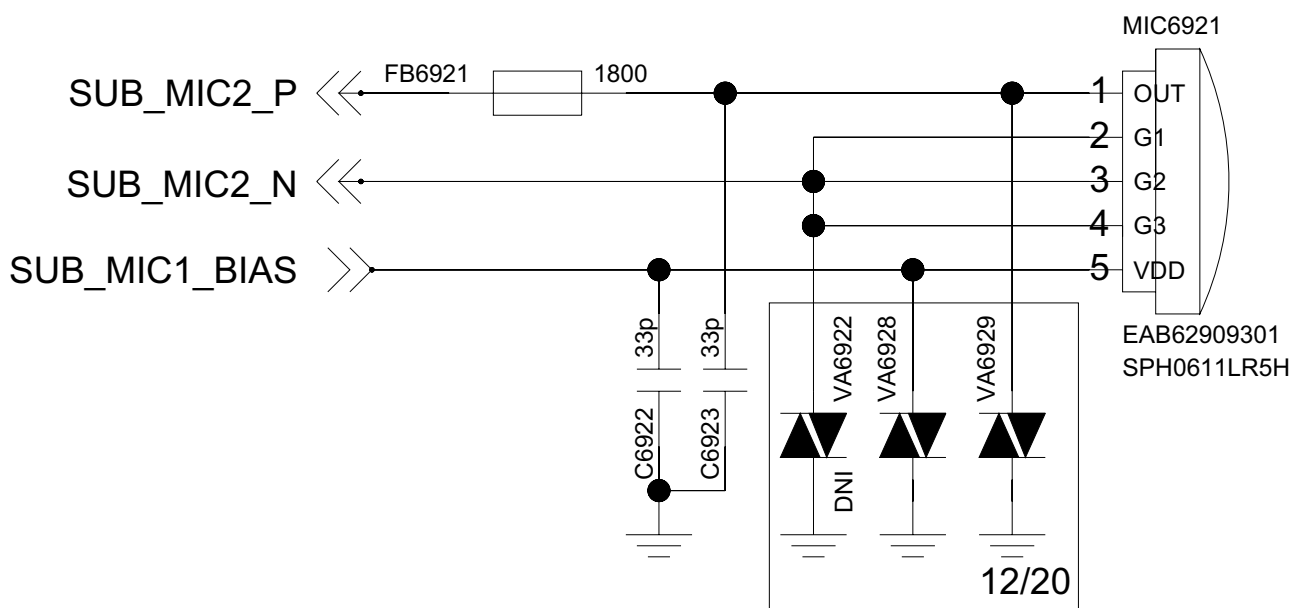 MIC6921
SUB_MIC2_P
FB6921
1800
1 OUT
2 G1
SUB_MIC2_N
3 G2
4 G3
SUB_MIC1_BIAS
5 VDD
EAB62909301
SPH0611LR5H
33p
33p
C6922
C6923
VA6922
VA6928
VA6929
DNI
12/20